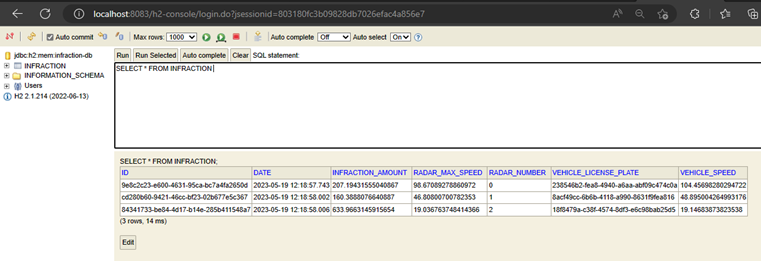 localhost:8083/h2-console/login.do?jsessionid=803180fc3b09828db7026efac4a856e7
Auto commit Max rows: 1000 Auto complete Off Auto select On
jdbc:h2:mem:infraction-db
INFRACTION
INFORMATION_SCHEMA
Users
H2 2.1.214 (2022-06-13)
Run Run Selected Auto complete Clear SQL statement:
SELECT * FROM INFRACTION
SELECT * FROM INFRACTION;
ID DATE INFRACTION_AMOUNT RADAR_MAX_SPEED RADAR_NUMBER VEHICLE_LICENSE_PLATE VEHICLE_SPEED
9e8c2c23-e600-4631-95ca-bc7a4fa2650d 2023-05-19 12:18:57.743 207.19431555040867 98.67089278860972 0 238546b2-fea8-4940-a6aa-abf09c474c0a 104.45698280294722
cd280b60-9421-46cc-bf23-02b677e5c367 2023-05-19 12:18:58.002 160.3888076640887 46.80800700782353 1 8acf49cc-6b6b-4118-a990-8631f9fea816 48.895004264993176
84341733-be84-4d17-b14e-285b411548a7 2023-05-19 12:18:58.006 633.9663145915654 19.036763748414366 2 18f8479a-c38f-4574-8df3-e6c98bab25d5 19.14683873823538
(3 rows, 14 ms)
Edit